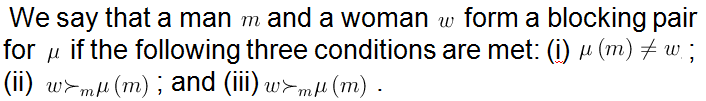 We say that a man m and a woman w form a blocking pair
for μ if the following three conditions are met: (i) μ (m) ≠ w ;
(ii) w≻ₘμ (m) ; and (iii) w≻ₘμ (m) .